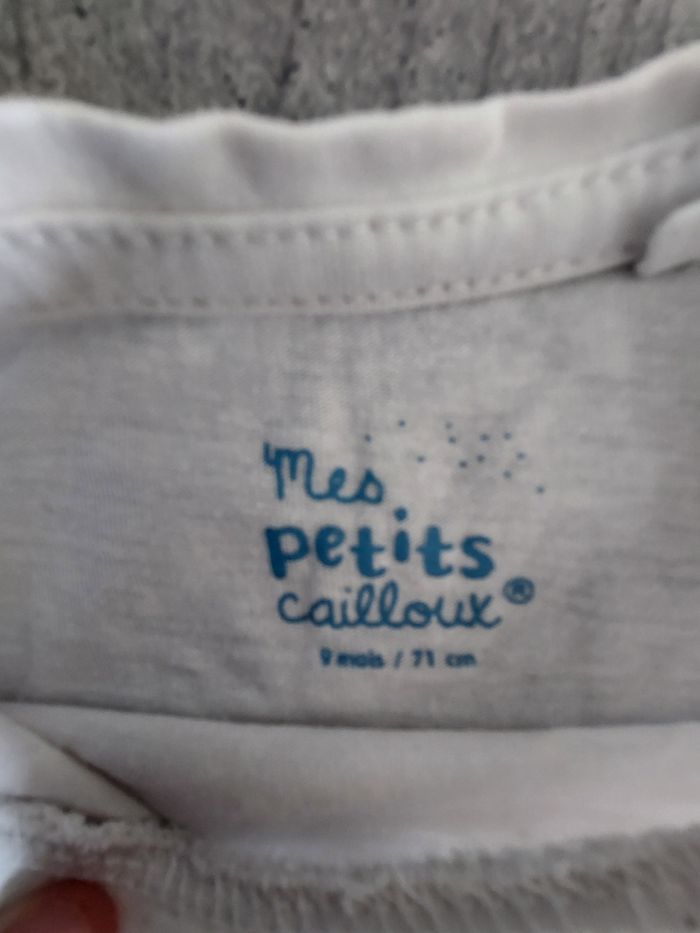 Mes
petits
cailloux®
9 mois / 71 cm